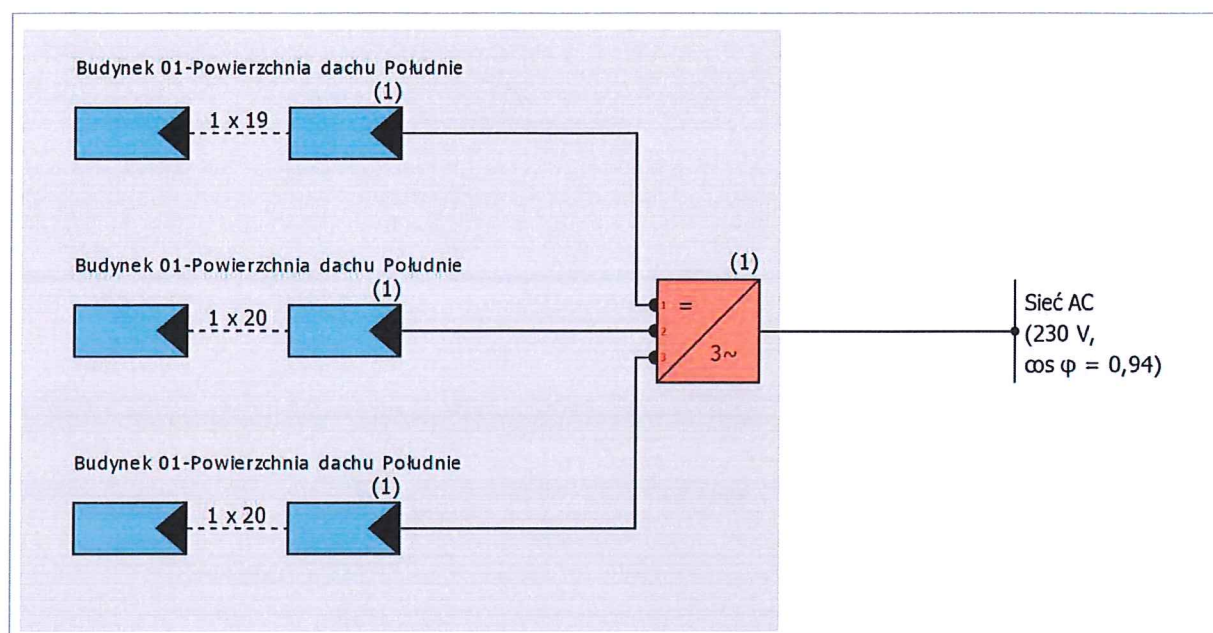 Budynek 01-Powierzchnia dachu Południe
(1)
1 x 19
Budynek 01-Powierzchnia dachu Południe
(1)
1 x 20
(1)
1
=
2
3
3~
Sieć AC
(230 V,
cos φ = 0,94)
Budynek 01-Powierzchnia dachu Południe
(1)
1 x 20